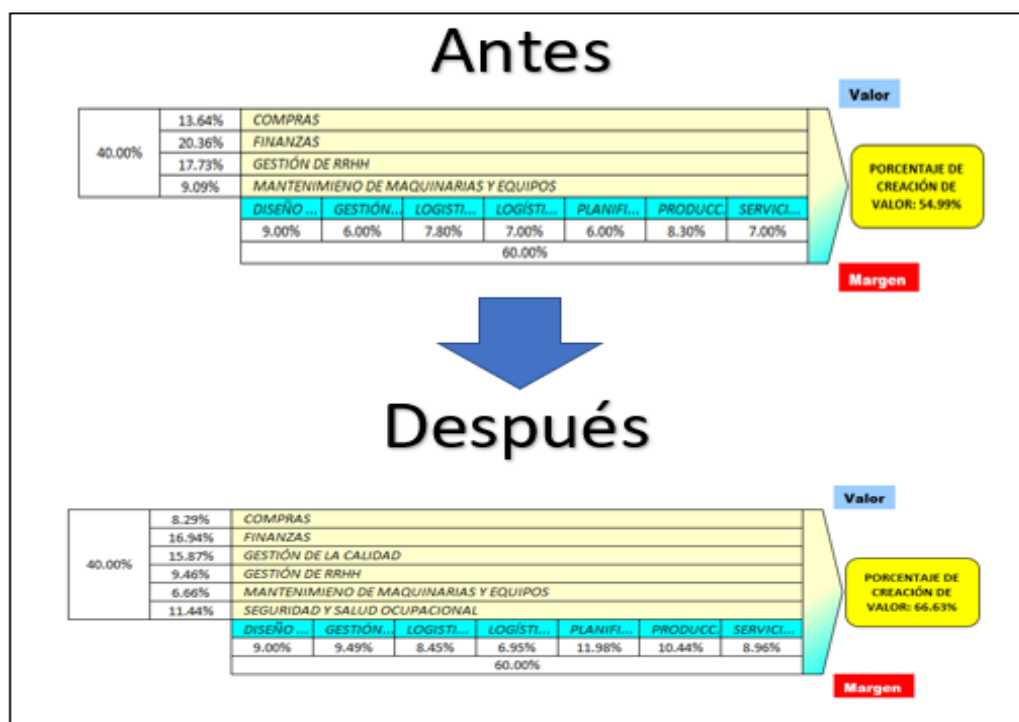 Antes
Valor
40.00%
13.64% COMPRAS
20.36% FINANZAS
17.73% GESTIÓN DE RRHH
9.09% MANTENIMIENO DE MAQUINARIAS Y EQUIPOS
DISEÑO ... GESTIÓN... LOGISTI... LOGÍSTI... PLANIFI... PRODUCC. SERVICI...
9.00% 6.00% 7.80% 7.00% 6.00% 8.30% 7.00%
60.00%
PORCENTAJE DE
CREACIÓN DE
VALOR: 54.99%
Margen
Después
Valor
40.00%
8.29% COMPRAS
16.94% FINANZAS
15.87% GESTIÓN DE LA CALIDAD
9.46% GESTIÓN DE RRHH
6.66% MANTENIMIENO DE MAQUINARIAS Y EQUIPOS
11.44% SEGURIDAD Y SALUD OCUPACIONAL
DISEÑO ... GESTIÓN... LOGISTI... LOGÍSTI... PLANIFI... PRODUCC. SERVICI...
9.00% 9.49% 8.45% 6.95% 11.98% 10.44% 8.96%
60.00%
PORCENTAJE DE
CREACIÓN DE
VALOR: 66.63%
Margen